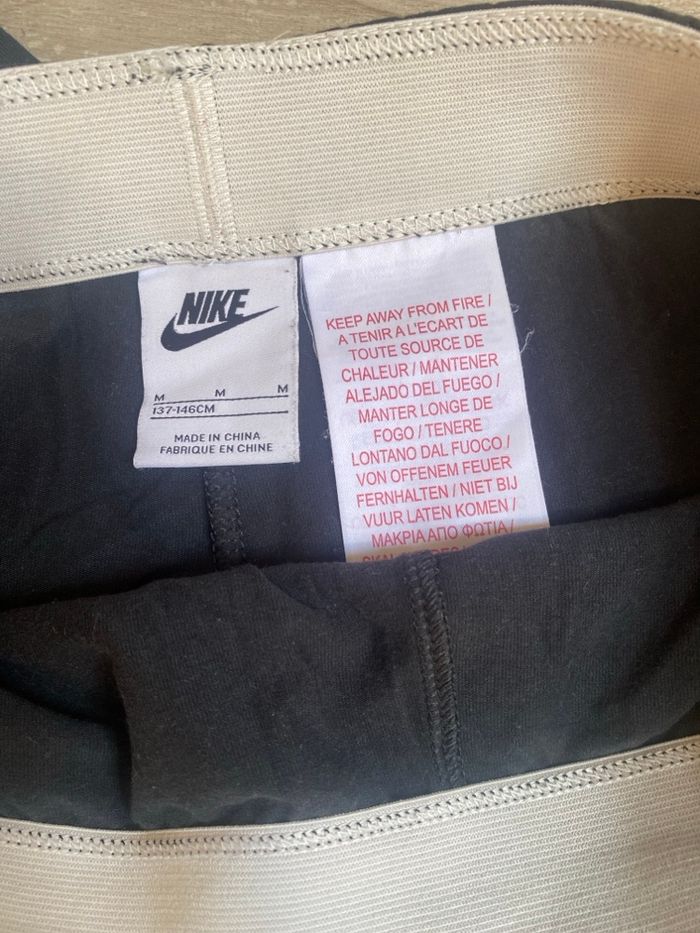 NIKE
M M M
137-146CM
MADE IN CHINA
FABRIQUE EN CHINE
KEEP AWAY FROM FIRE /
A TENIR A L'ECART DE
TOUTE SOURCE DE
CHALEUR / MANTENER
ALEJADO DEL FUEGO /
MANTER LONGE DE
FOGO / TENERE
LONTANO DAL FUOCO /
VON OFFENEM FEUER
FERNHALTEN / NIET BIJ
VUUR LATEN KOMEN /
ΜΑΚΡΙΑ ΑΠΟ ΦΩΤΙΑ /